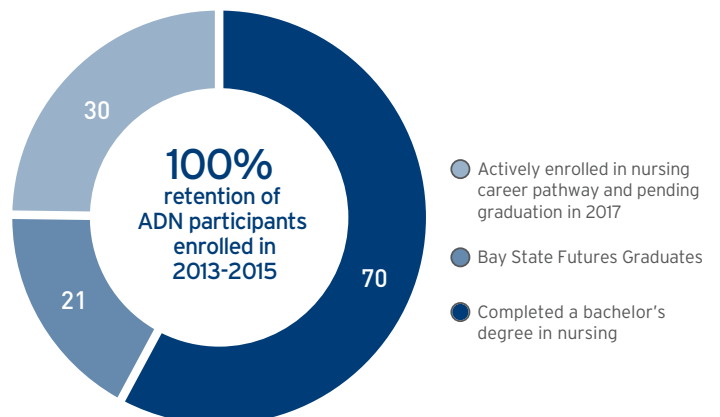 30
100%
retention of
ADN participants
enrolled in
2013-2015
21
70
Actively enrolled in nursing
career pathway and pending
graduation in 2017
Bay State Futures Graduates
Completed a bachelor's
degree in nursing